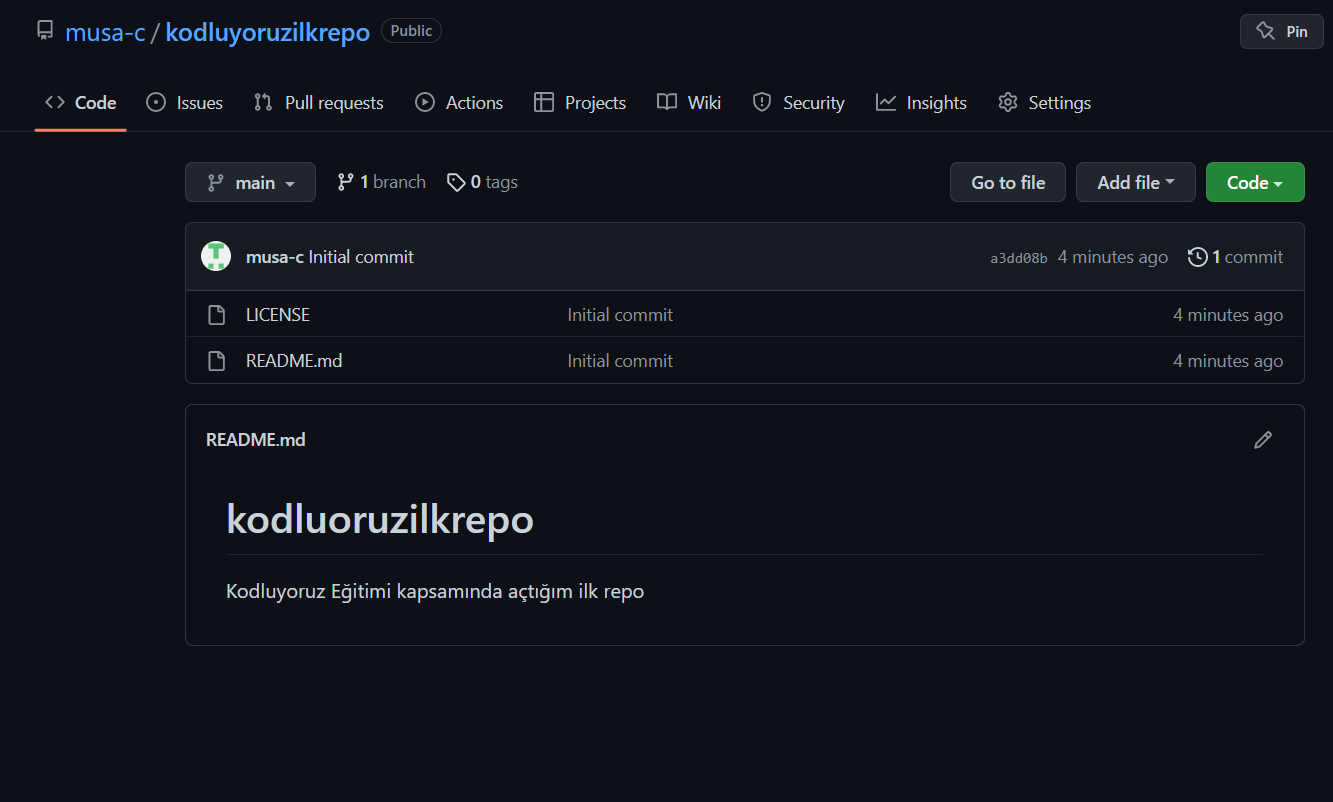 musa-c / kodluyoruzilkrepo Public Pin
Code Issues Pull requests Actions Projects Wiki Security Insights Settings
main 1 branch 0 tags Go to file Add file Code
musa-c Initial commit a3dd08b 4 minutes ago 1 commit
LICENSE Initial commit 4 minutes ago
README.md Initial commit 4 minutes ago
README.md
kodluoruzilkrepo
Kodluyoruz Eğitimi kapsamında açtığım ilk repo